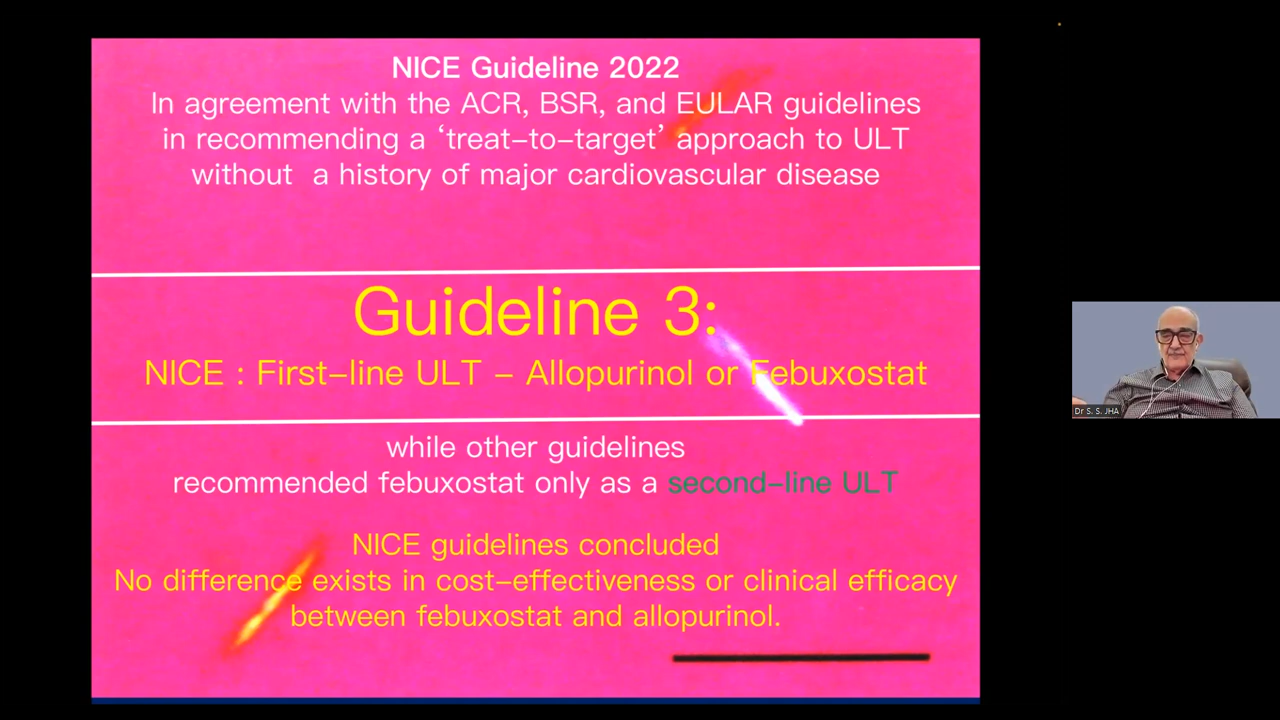 NICE Guideline 2022
In agreement with the ACR, BSR, and EULAR guidelines
in recommending a ‘treat-to-target’ approach to ULT
without a history of major cardiovascular disease
Guideline 3:
NICE : First-line ULT - Allopurinol or Febuxostat
while other guidelines
recommended febuxostat only as a second-line ULT
NICE guidelines concluded
No difference exists in cost-effectiveness or clinical efficacy
between febuxostat and allopurinol.
Dr S. S. JHA